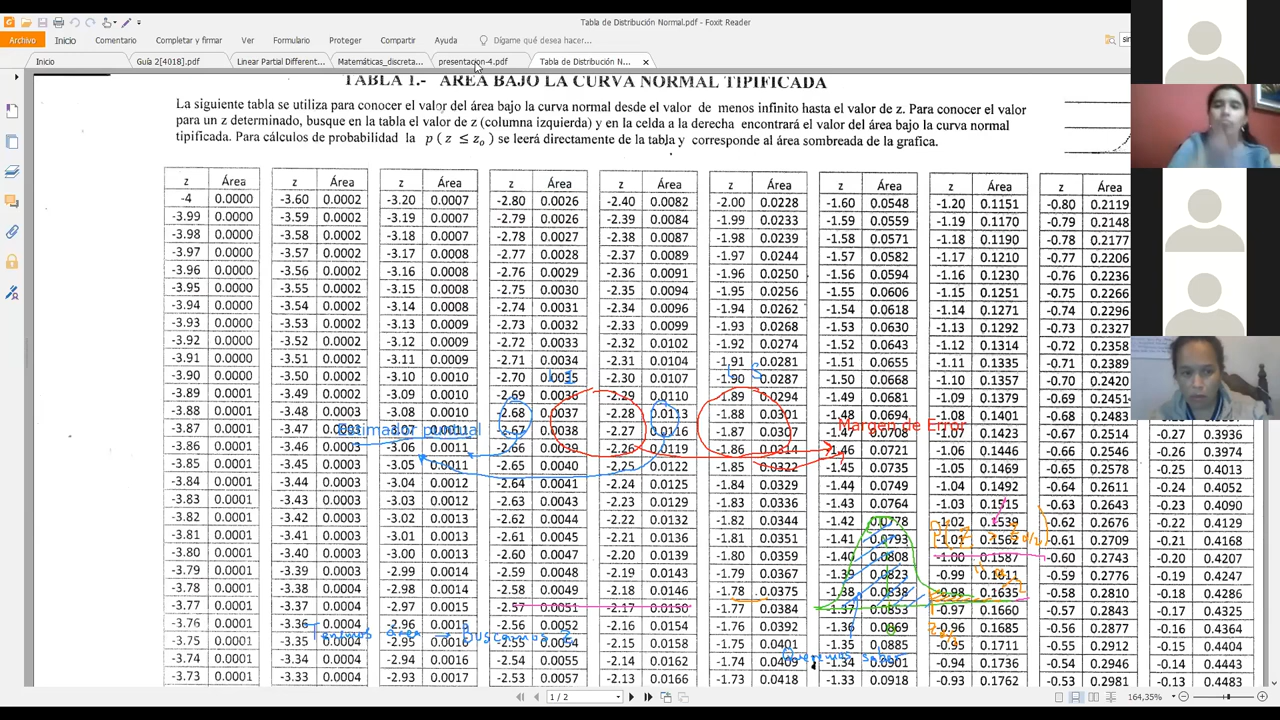 Tabla de Distribución Normal.pdf - Foxit Reader
Archivo Inicio Comentario Completar y firmar Ver Formulario Proteger Compartir Ayuda Dígame qué desea hacer...
Inicio Guía 2[4018].pdf Linear Partial Different... Matemáticas_discreta... presentacion-4.pdf Tabla de Distribución N...
TABLA 1.- AREA BAJO LA CURVA NORMAL TIPIFICADA
La siguiente tabla se utiliza para conocer el valor del área bajo la curva normal desde el valor de menos infinito hasta el valor de z. Para conocer el valor
para un z determinado, busque en la tabla el valor de z (columna izquierda) y en la celda a la derecha encontrará el valor del área bajo la curva normal
tipificada. Para cálculos de probabilidad la p ( z ≤ zₒ ) se leerá directamente de la tabla y corresponde al área sombreada de la grafica.
z Área z Área z Área z Área z Área z Área z Área z Área z Área
-4 0.0000 -3.60 0.0002 -3.20 0.0007 -2.80 0.0026 -2.40 0.0082 -2.00 0.0228 -1.60 0.0548 -1.20 0.1151 -0.80 0.2119
-3.99 0.0000 -3.59 0.0002 -3.19 0.0007 -2.79 0.0026 -2.39 0.0084 -1.99 0.0233 -1.59 0.0559 -1.19 0.1170 -0.79 0.2148
-3.98 0.0000 -3.58 0.0002 -3.18 0.0007 -2.78 0.0027 -2.38 0.0087 -1.98 0.0239 -1.58 0.0571 -1.18 0.1190 -0.78 0.2177
-3.97 0.0000 -3.57 0.0002 -3.17 0.0008 -2.77 0.0028 -2.37 0.0089 -1.97 0.0244 -1.57 0.0582 -1.17 0.1210 -0.77 0.2206
-3.96 0.0000 -3.56 0.0002 -3.16 0.0008 -2.76 0.0029 -2.36 0.0091 -1.96 0.0250 -1.56 0.0594 -1.16 0.1230 -0.76 0.2236
-3.95 0.0000 -3.55 0.0002 -3.15 0.0008 -2.75 0.0030 -2.35 0.0094 -1.95 0.0256 -1.55 0.0606 -1.15 0.1251 -0.75 0.2266
-3.94 0.0000 -3.54 0.0002 -3.14 0.0008 -2.74 0.0031 -2.34 0.0096 -1.94 0.0262 -1.54 0.0618 -1.14 0.1271 -0.74 0.2296
-3.93 0.0000 -3.53 0.0002 -3.13 0.0009 -2.73 0.0032 -2.33 0.0099 -1.93 0.0268 -1.53 0.0630 -1.13 0.1292 -0.73 0.2327
-3.92 0.0000 -3.52 0.0002 -3.12 0.0009 -2.72 0.0033 -2.32 0.0102 -1.92 0.0274 -1.52 0.0643 -1.12 0.1314 -0.72 0.2358
-3.91 0.0000 -3.51 0.0002 -3.11 0.0009 -2.71 0.0034 -2.31 0.0104 -1.91 0.0281 -1.51 0.0655 -1.11 0.1335 -0.71 0.2389
-3.90 0.0000 -3.50 0.0002 -3.10 0.0010 -2.70 0.0035 -2.30 0.0107 -1.90 0.0287 -1.50 0.0668 -1.10 0.1357 -0.70
-3.89 0.0001 -3.49 0.0002 -3.09 0.0010 -2.69 0.0036 -2.29 0.0110 -1.89 0.0294 -1.49 0.0681 -1.09 0.1379 -0.69
-3.88 0.0001 -3.48 0.0003 -3.08 0.0010 -2.68 0.0037 -2.28 0.0113 -1.88 0.0301 -1.48 0.0694 -1.08 0.1401 -0.68 0.2483
-3.87 0.0001 -3.47 0.0003 -3.07 0.0011 -2.67 0.0038 -2.27 0.0116 -1.87 -1.47 0.0708 -1.07 0.1423 -0.67 0.2514 -0.27 0.3936
-3.86 0.0001 -3.46 0.0003 -3.06 0.0011 -2.66 0.0039 -2.26 0.0119 -1.86 0.0314 -1.46 0.0721 -1.06 0.1446 -0.66 0.2546 -0.26 0.3974
-3.85 0.0001 -3.45 0.0003 -3.05 0.0011 -2.65 0.0040 -2.25 0.0122 -1.85 0.0322 -1.45 0.0735 -1.05 0.1469 -0.65 0.2578 -0.25 0.4013
-3.84 0.0001 -3.44 0.0003 -3.04 0.0012 -2.64 0.0041 -2.24 0.0125 -1.84 0.0329 -1.44 0.0749 -1.04 0.1492 -0.64 0.2611 -0.24 0.4052
-3.83 0.0001 -3.43 0.0003 -3.03 0.0012 -2.63 0.0043 -2.23 0.0129 -1.83 0.0336 -1.43 0.0764 -1.03 0.1515 -0.63 0.2643 -0.23 0.4090
-3.82 0.0001 -3.42 0.0003 -3.02 0.0013 -2.62 0.0044 -2.22 0.0132 -1.82 0.0344 -1.42 0.0778 -1.02 0.1539 -0.62 0.2676 -0.22 0.4129
-3.81 0.0001 -3.41 0.0003 -3.01 0.0013 -2.61 0.0045 -2.21 0.0136 -1.81 0.0351 -1.41 0.0793 -1.01 0.1562 -0.61 0.2709 -0.21 0.4168
-3.80 0.0001 -3.40 0.0003 -3.00 0.0013 -2.60 0.0047 -2.20 0.0139 -1.80 0.0359 -1.40 0.0808 -1.00 0.1587 -0.60 0.2743 -0.20 0.4207
-3.79 0.0001 -3.39 0.0003 -2.99 0.0014 -2.59 0.0048 -2.19 0.0143 -1.79 0.0367 -1.39 0.0823 -0.99 0.1611 -0.59 0.2776 -0.19 0.4247
-3.78 0.0001 -3.38 0.0004 -2.98 0.0014 -2.58 0.0049 -2.18 0.0146 -1.78 0.0375 -1.38 0.0838 -0.98 0.1635 -0.58 0.2810 -0.18 0.4286
-3.77 0.0001 -3.37 0.0004 -2.97 0.0015 -2.55 0.0051 -2.17 0.0150 -1.77 0.0384 -1.37 0.0853 -0.97 0.1660 -0.57 0.2843 -0.17 0.4325
-3.76 0.0001 -3.36 0.0004 -2.96 0.0015 -2.56 0.0052 -2.16 0.0154 -1.76 0.0392 -1.36 0.0869 -0.96 0.1685 -0.56 0.2877 -0.16 0.4364
-3.75 0.0001 -3.35 0.0004 -2.95 0.0016 -2.55 0.0054 -2.15 0.0158 -1.75 0.0401 -1.35 0.0885 -0.95 0.1711 -0.55 0.2912 -0.15 0.4404
-3.74 0.0001 -3.34 0.0004 -2.94 0.0016 -2.54 0.0055 -2.14 0.0162 -1.74 0.0409 -1.34 0.0901 -0.94 0.1736 -0.54 0.2946 -0.14 0.4443
-3.73 0.0001 -3.33 0.0004 -2.93 0.0017 -2.53 0.0057 -2.13 0.0166 -1.73 0.0418 -1.33 0.0918 -0.93 0.1762 -0.53 0.2981 -0.13 0.4483
Estimador puntual
Margen de Error
Tenemos área → Buscamos z
Queremos saber
1 / 2
164,35%